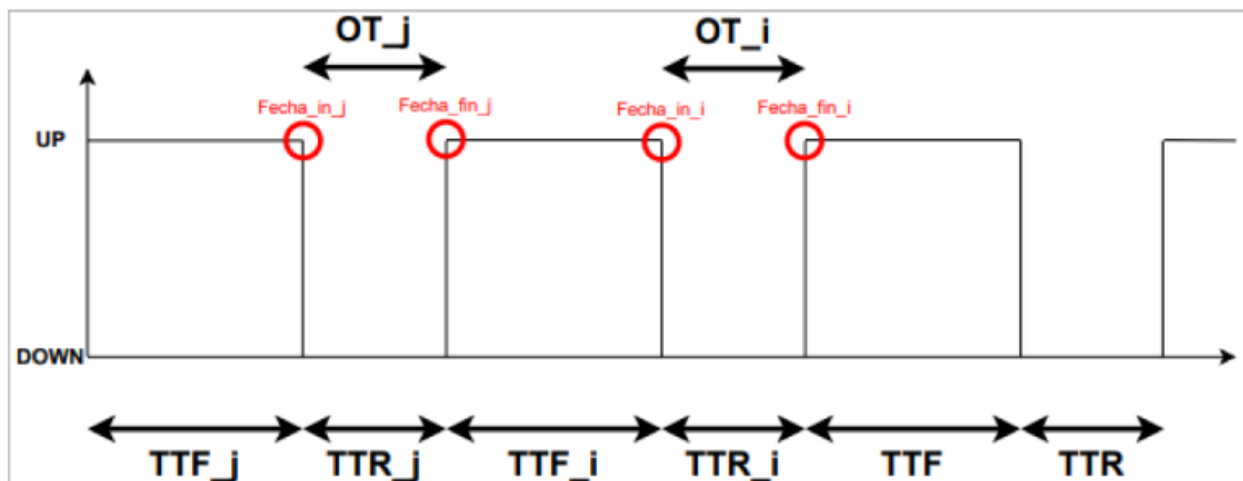 OT_j OT_i
Fecha_in_j Fecha_fin_j Fecha_in_i Fecha_fin_i
UP
DOWN
TTF_j TTR_j TTF_i TTR_i TTF TTR